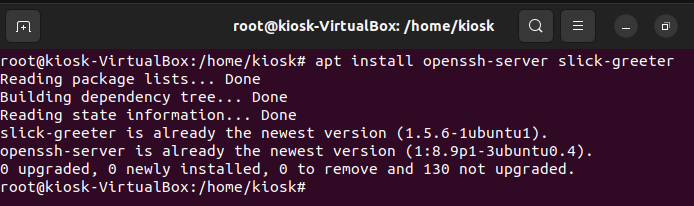 root@kiosk-VirtualBox: /home/kiosk
root@kiosk-VirtualBox:/home/kiosk# apt install openssh-server slick-greeter
Reading package lists... Done
Building dependency tree... Done
Reading state information... Done
slick-greeter is already the newest version (1.5.6-1ubuntu1).
openssh-server is already the newest version (1:8.9p1-3ubuntu0.4).
0 upgraded, 0 newly installed, 0 to remove and 130 not upgraded.
root@kiosk-VirtualBox:/home/kiosk#